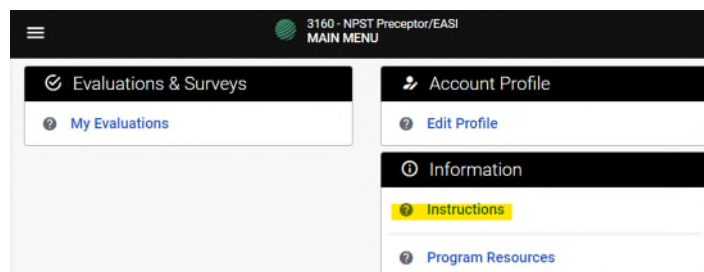 3160 - NPST Preceptor/EASI
MAIN MENU
Evaluations & Surveys
My Evaluations
Account Profile
Edit Profile
Information
Instructions
Program Resources